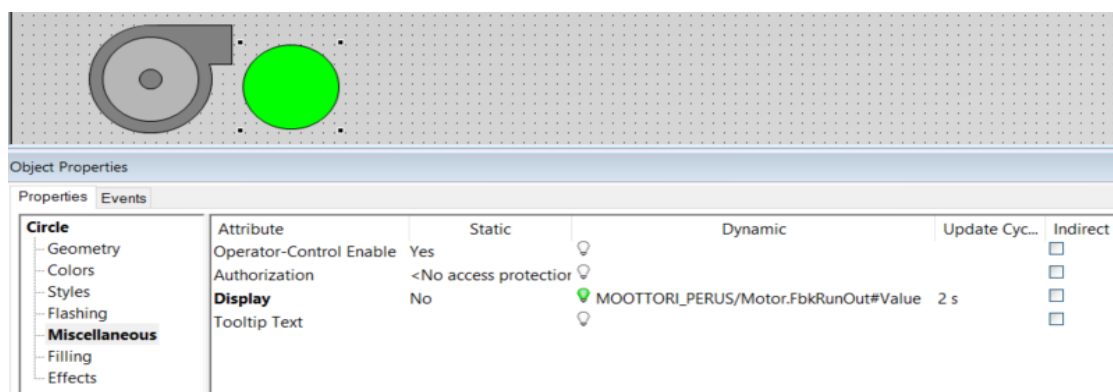 Object Properties
Properties Events
Circle
Geometry
Colors
Styles
Flashing
Miscellaneous
Filling
Effects
Attribute Static Dynamic Update Cyc... Indirect
Operator-Control Enable Yes
Authorization <No access protection
Display No MOOTTORI_PERUS/Motor.FbkRunOut#Value 2 s
Tooltip Text